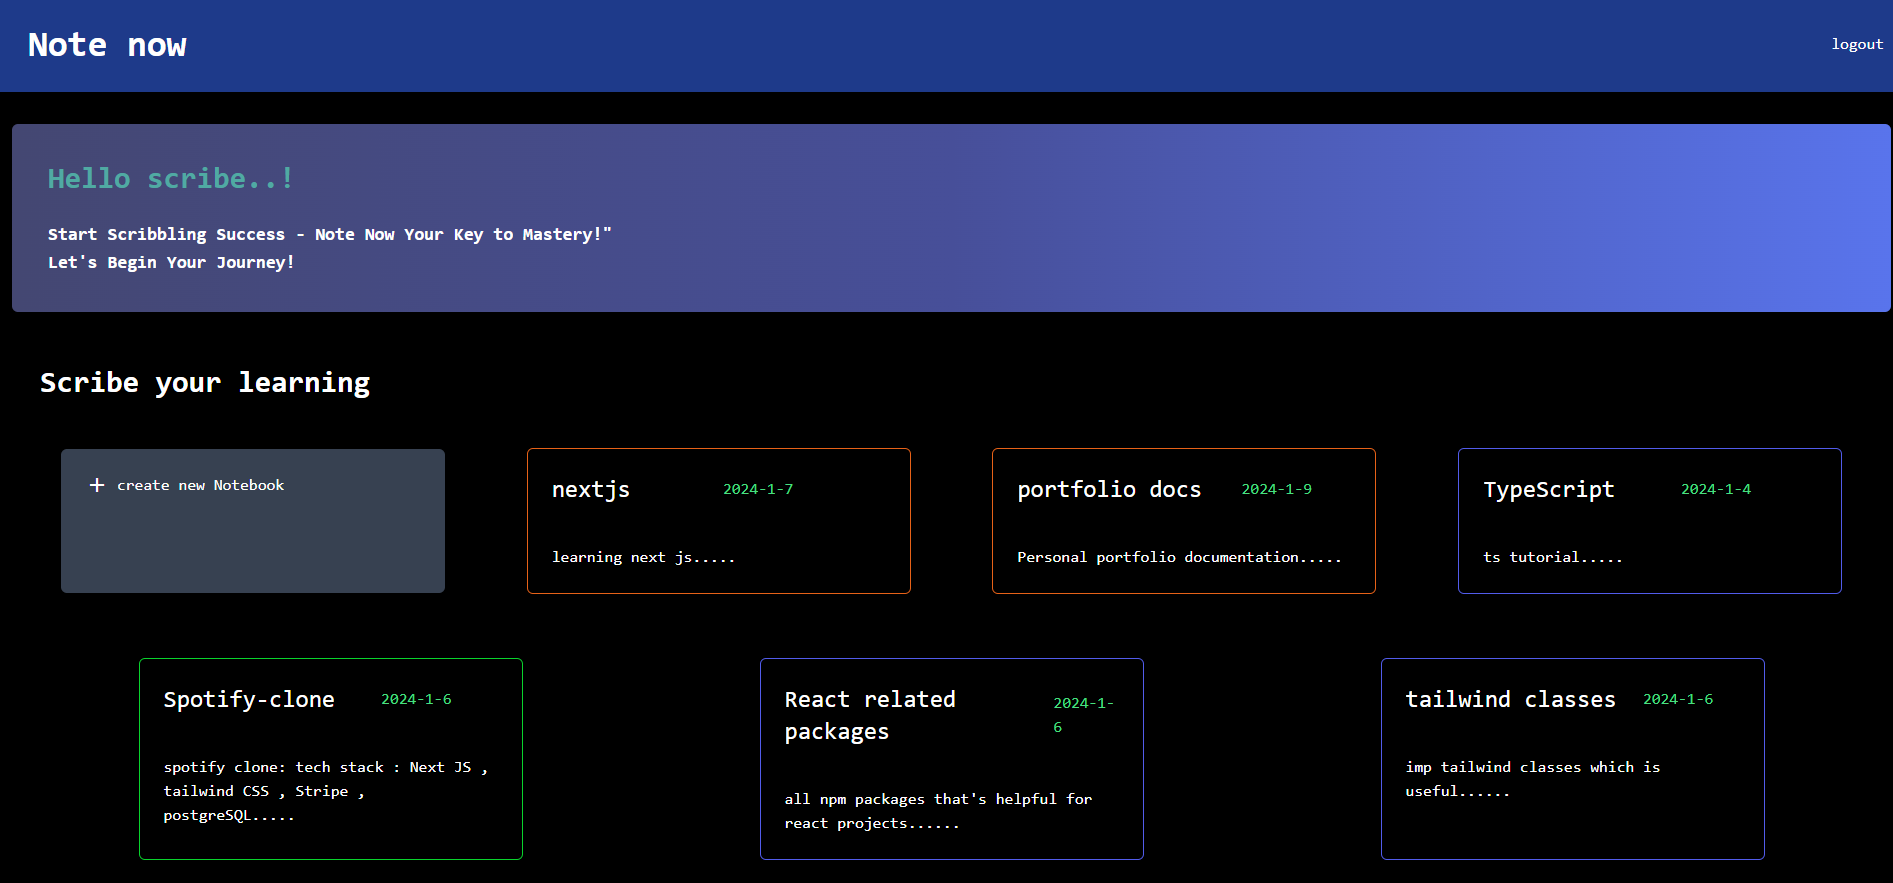 Note now
logout
Hello scribe..!
Start Scribbling Success - Note Now Your Key to Mastery!"
Let's Begin Your Journey!
Scribe your learning
+ create new Notebook
nextjs
2024-1-7
learning next js.....
portfolio docs
2024-1-9
Personal portfolio documentation.....
TypeScript
2024-1-4
ts tutorial.....
Spotify-clone
2024-1-6
spotify clone: tech stack : Next JS ,
tailwind CSS , Stripe ,
postgreSQL.....
React related
packages
2024-1-
6
all npm packages that's helpful for
react projects......
tailwind classes
2024-1-6
imp tailwind classes which is
useful......